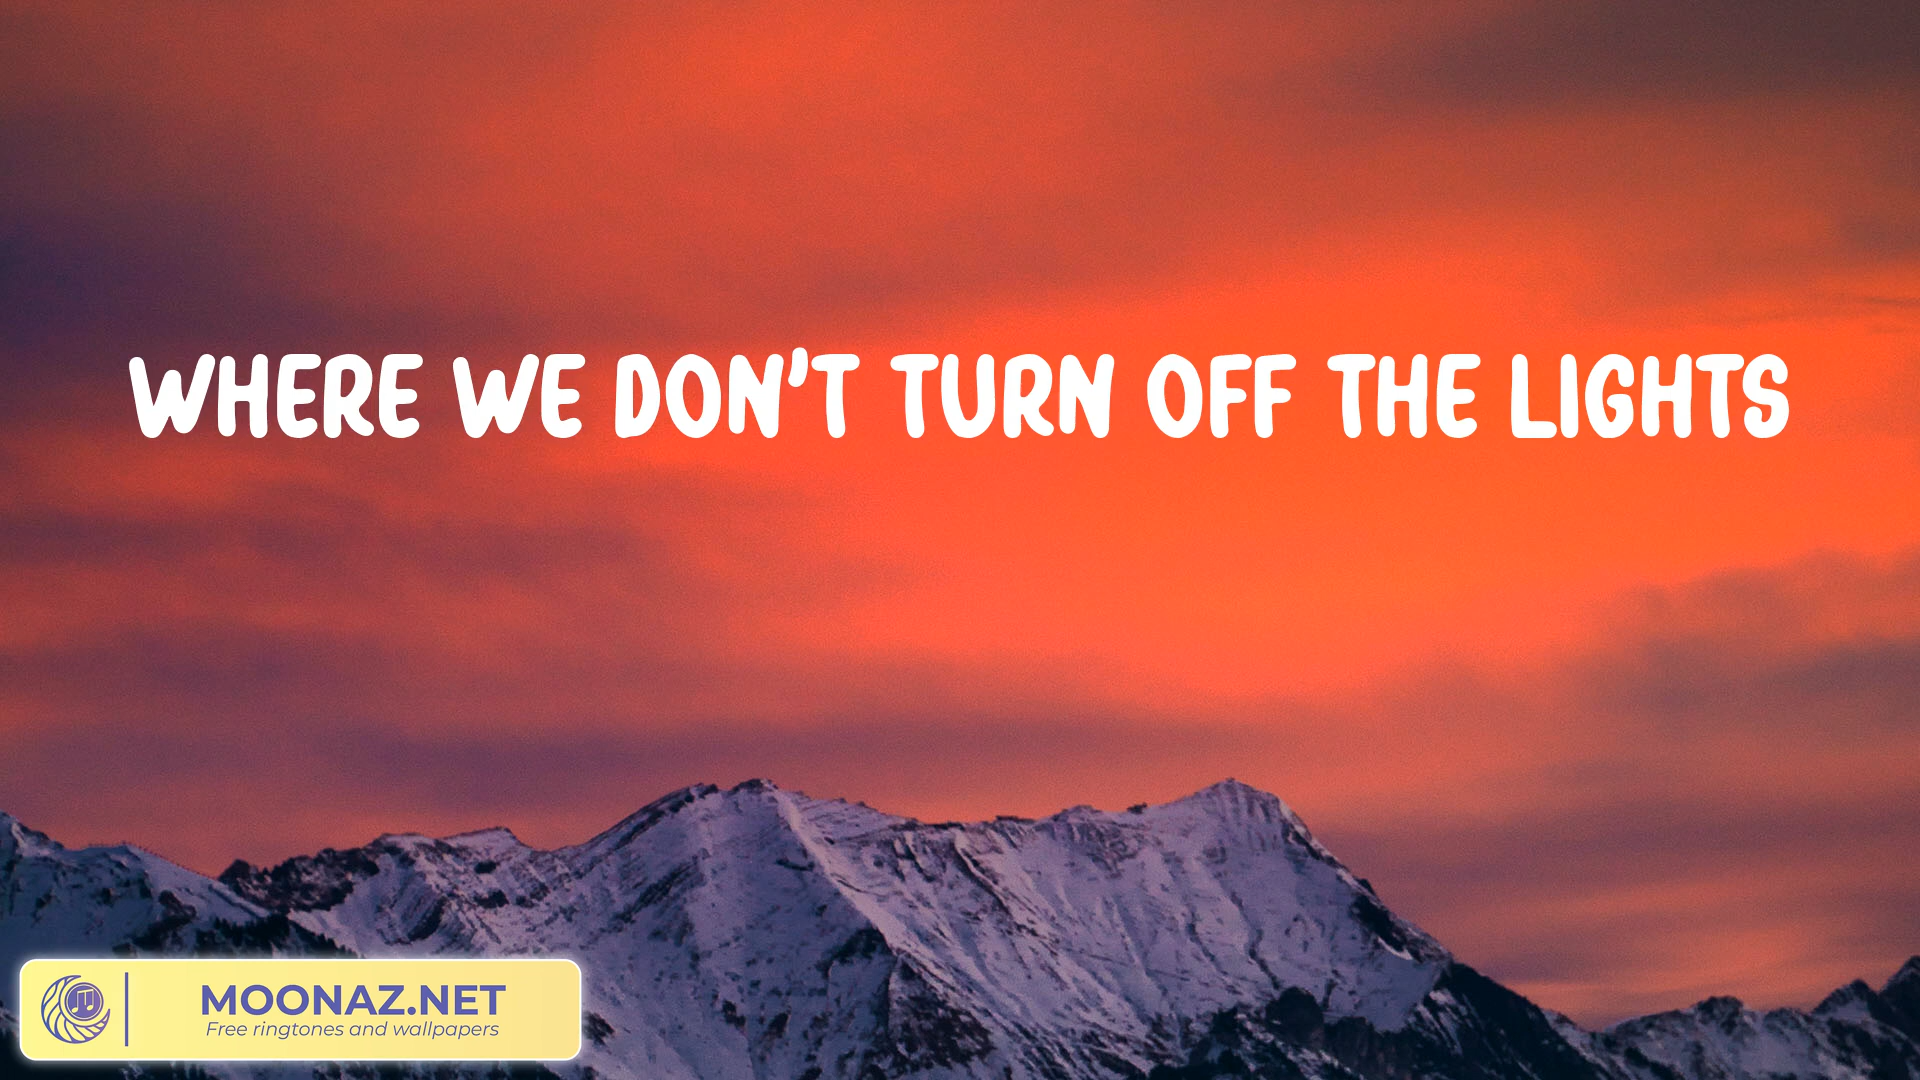 WHERE WE DON'T TURN OFF THE LIGHTS
MOONAZ.NET
Free ringtones and wallpapers